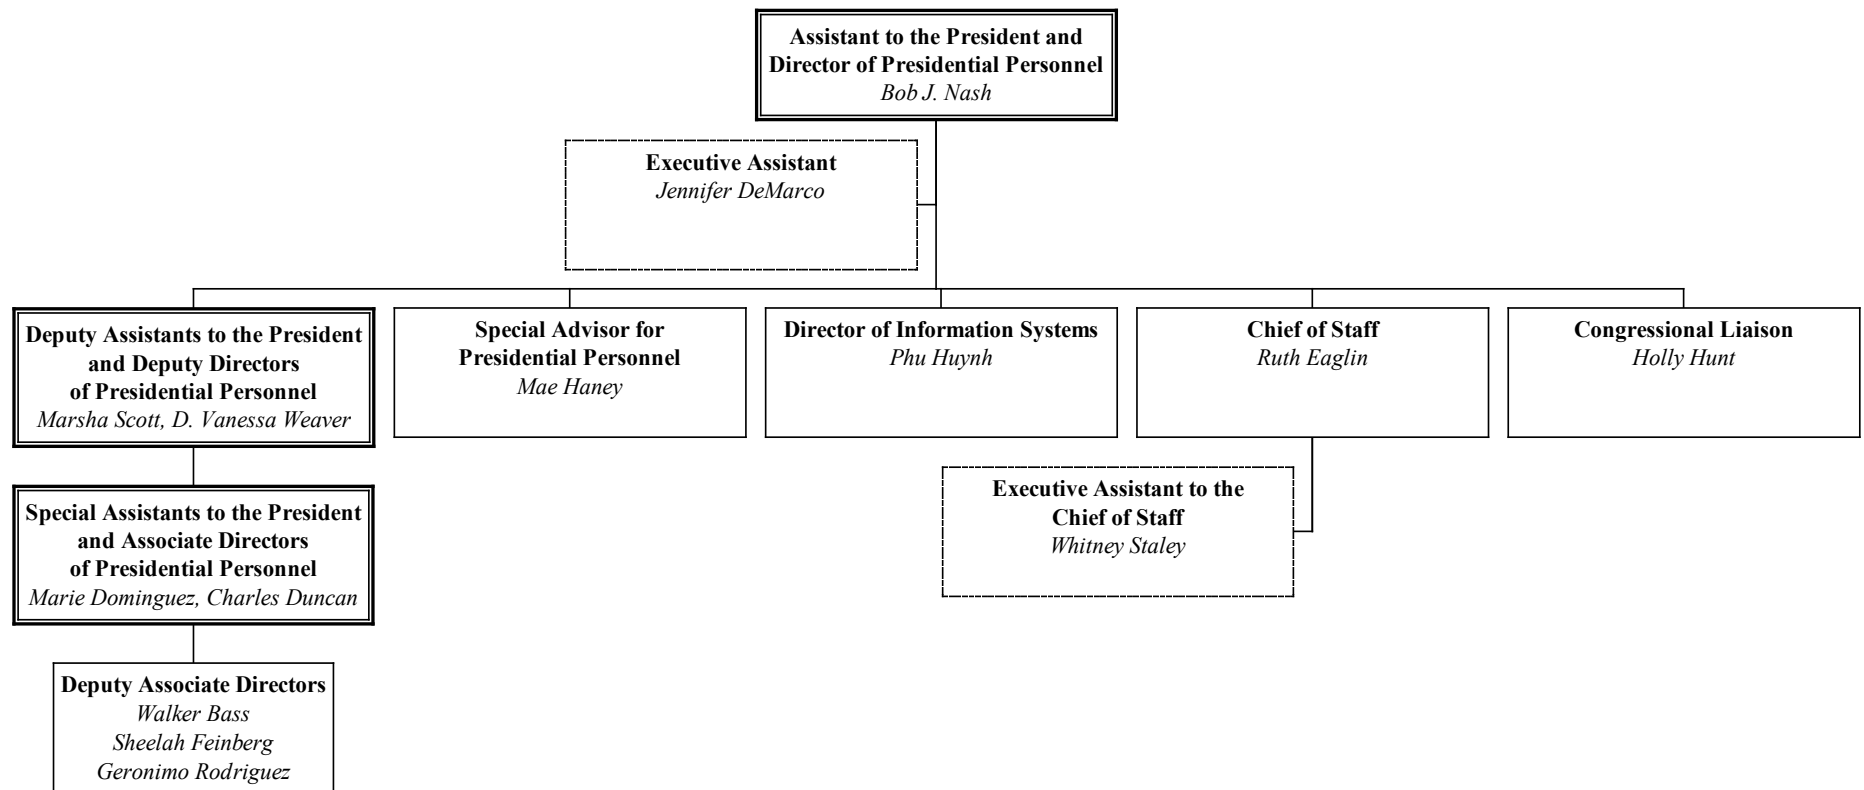 Assistant to the President and
Director of Presidential Personnel
Bob J. Nash
Executive Assistant
Jennifer DeMarco
Deputy Assistants to the President
and Deputy Directors
of Presidential Personnel
Marsha Scott, D. Vanessa Weaver
Special Advisor for
Presidential Personnel
Mae Haney
Director of Information Systems
Phu Huynh
Chief of Staff
Ruth Eaglin
Congressional Liaison
Holly Hunt
Executive Assistant to the
Chief of Staff
Whitney Staley
Special Assistants to the President
and Associate Directors
of Presidential Personnel
Marie Dominguez, Charles Duncan
Deputy Associate Directors
Walker Bass
Sheelah Feinberg
Geronimo Rodriguez